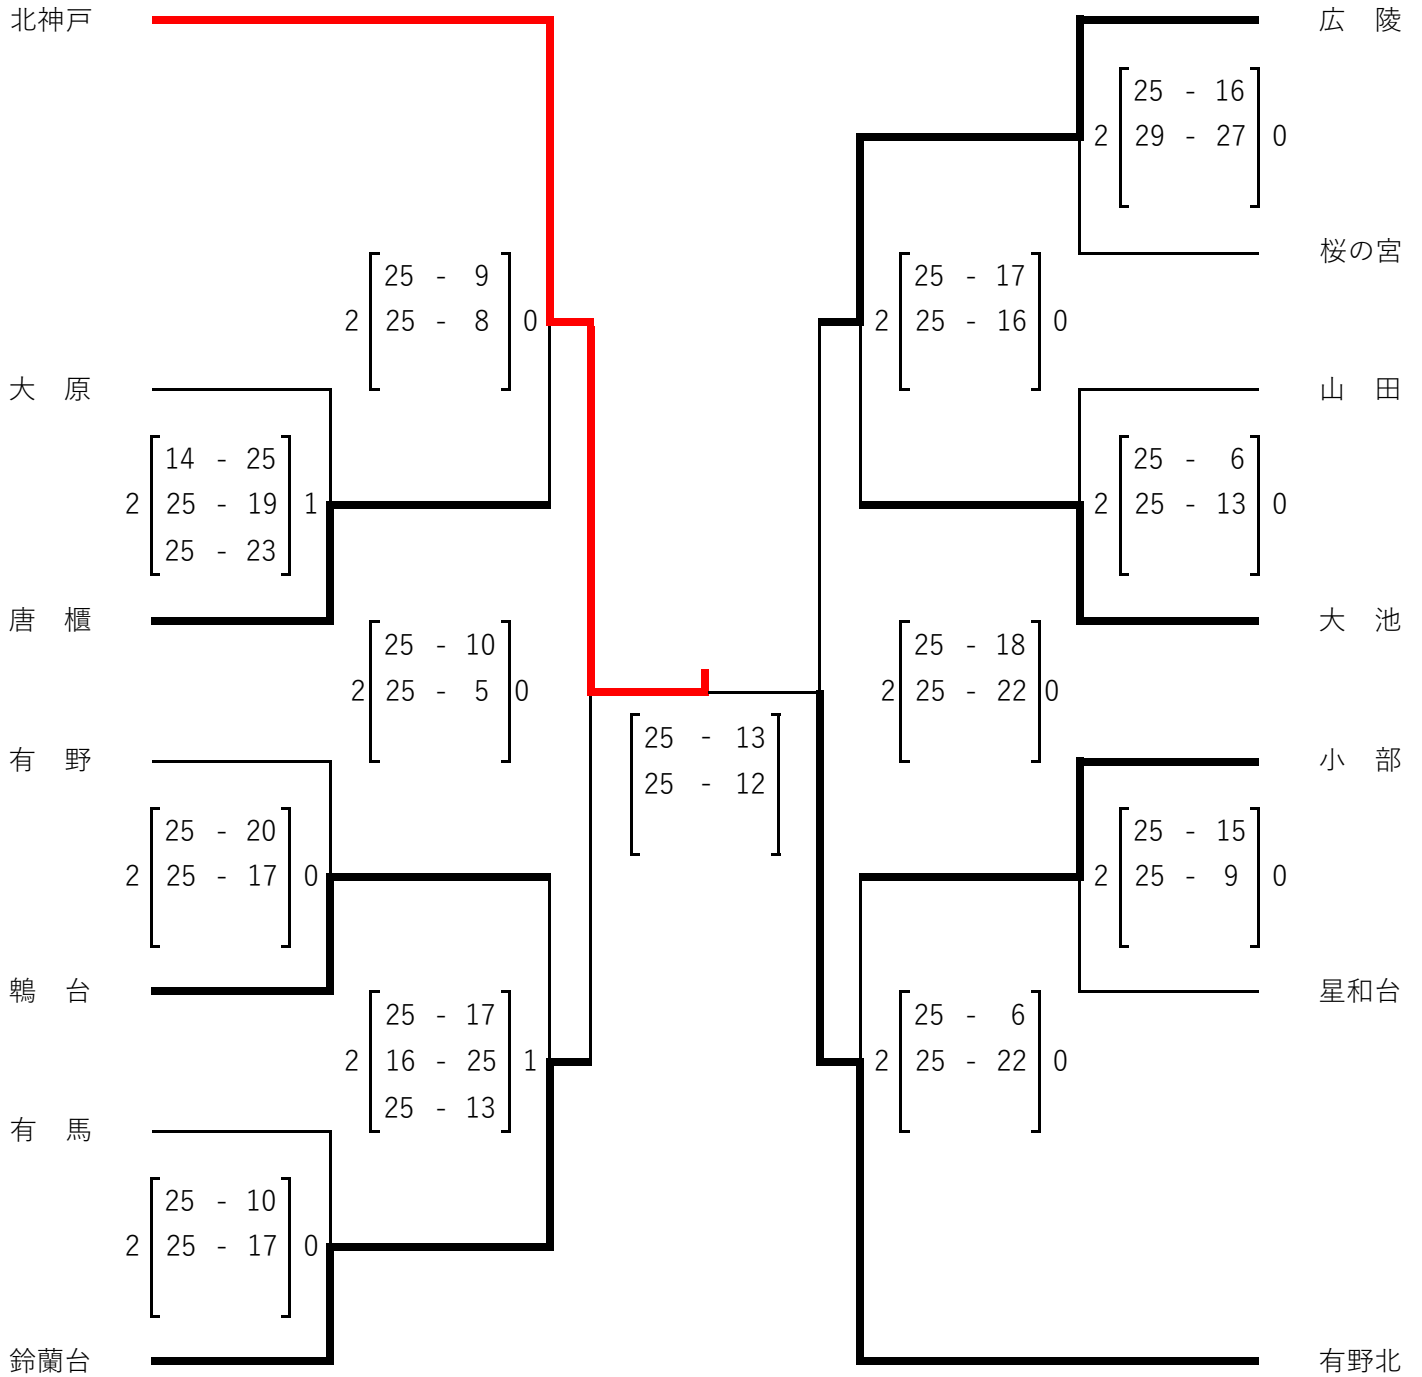 北神戸
広　陵
25 - 16
2 29 - 27 0
桜の宮
25 - 9
2 25 - 8 0
25 - 17
2 25 - 16 0
大　原
山　田
14 - 25
2 25 - 19 1
25 - 23
25 - 6
2 25 - 13 0
唐　櫃
大　池
25 - 10
2 25 - 5 0
25 - 18
2 25 - 22 0
25 - 13
25 - 12
有　野
小　部
25 - 20
2 25 - 17 0
25 - 15
2 25 - 9 0
鵯　台
星和台
25 - 17
2 16 - 25 1
25 - 13
25 - 6
2 25 - 22 0
有　馬
25 - 10
2 25 - 17 0
鈴蘭台
有野北